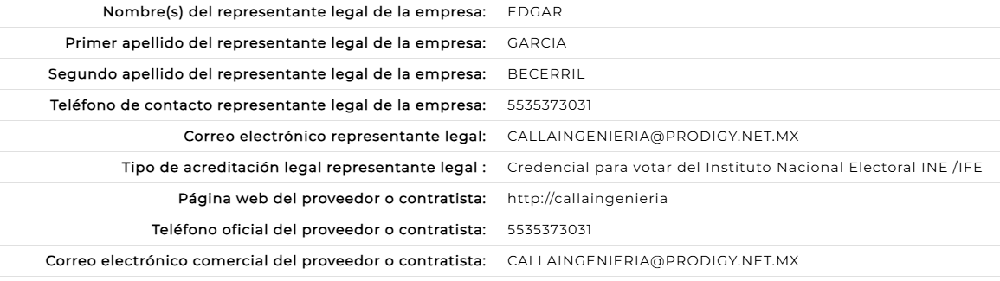 Nombre(s) del representante legal de la empresa: EDGAR
Primer apellido del representante legal de la empresa: GARCIA
Segundo apellido del representante legal de la empresa: BECERRIL
Teléfono de contacto representante legal de la empresa: 5535373031
Correo electrónico representante legal: CALLAINGENIERIA@PRODIGY.NET.MX
Tipo de acreditación legal representante legal : Credencial para votar del Instituto Nacional Electoral INE /IFE
Página web del proveedor o contratista: http://callaingenieria
Teléfono oficial del proveedor o contratista: 5535373031
Correo electrónico comercial del proveedor o contratista: CALLAINGENIERIA@PRODIGY.NET.MX